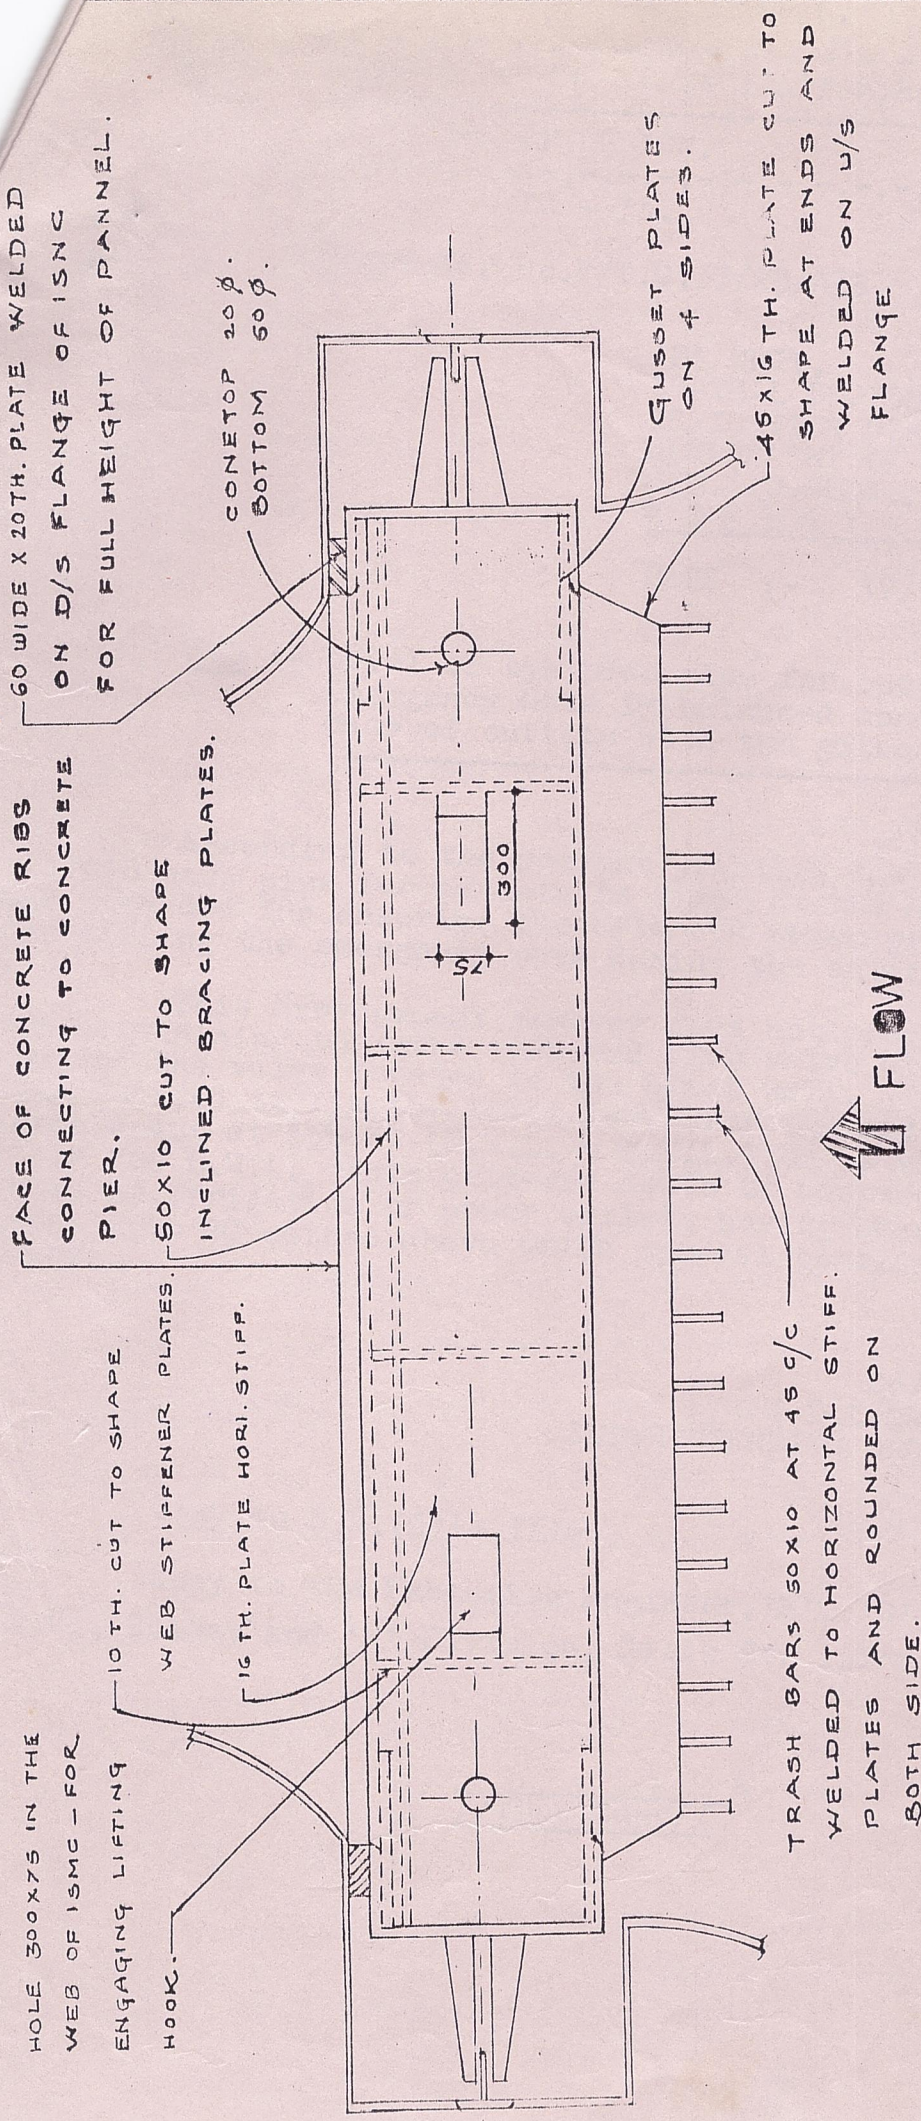 HOLE 300X75 IN THE
WEB OF ISMC - FOR
ENGAGING LIFTING
HOOK.
10 TH. CUT TO SHAPE
WEB STIFFENER PLATES.
16 TH. PLATE HORI. STIFF.
FACE OF CONCRETE RIBS
CONNECTING TO CONCRETE
PIER.
50X10 CUT TO SHAPE
INCLINED BRACING PLATES.
60 WIDE X 20TH. PLATE WELDED
ON D/S FLANGE OF ISMC
FOR FULL HEIGHT OF PANNEL.
CONETOP 20 Ø.
BOTTOM 60 Ø.
75
300
GUSSET PLATES
ON 4 SIDES.
45X16 TH. PLATE CUT TO
SHAPE AT ENDS AND
WELDED ON U/S
FLANGE
TRASH BARS 50X10 AT 45 C/C
WELDED TO HORIZONTAL STIFF.
PLATES AND ROUNDED ON
BOTH SIDE.
FLOW